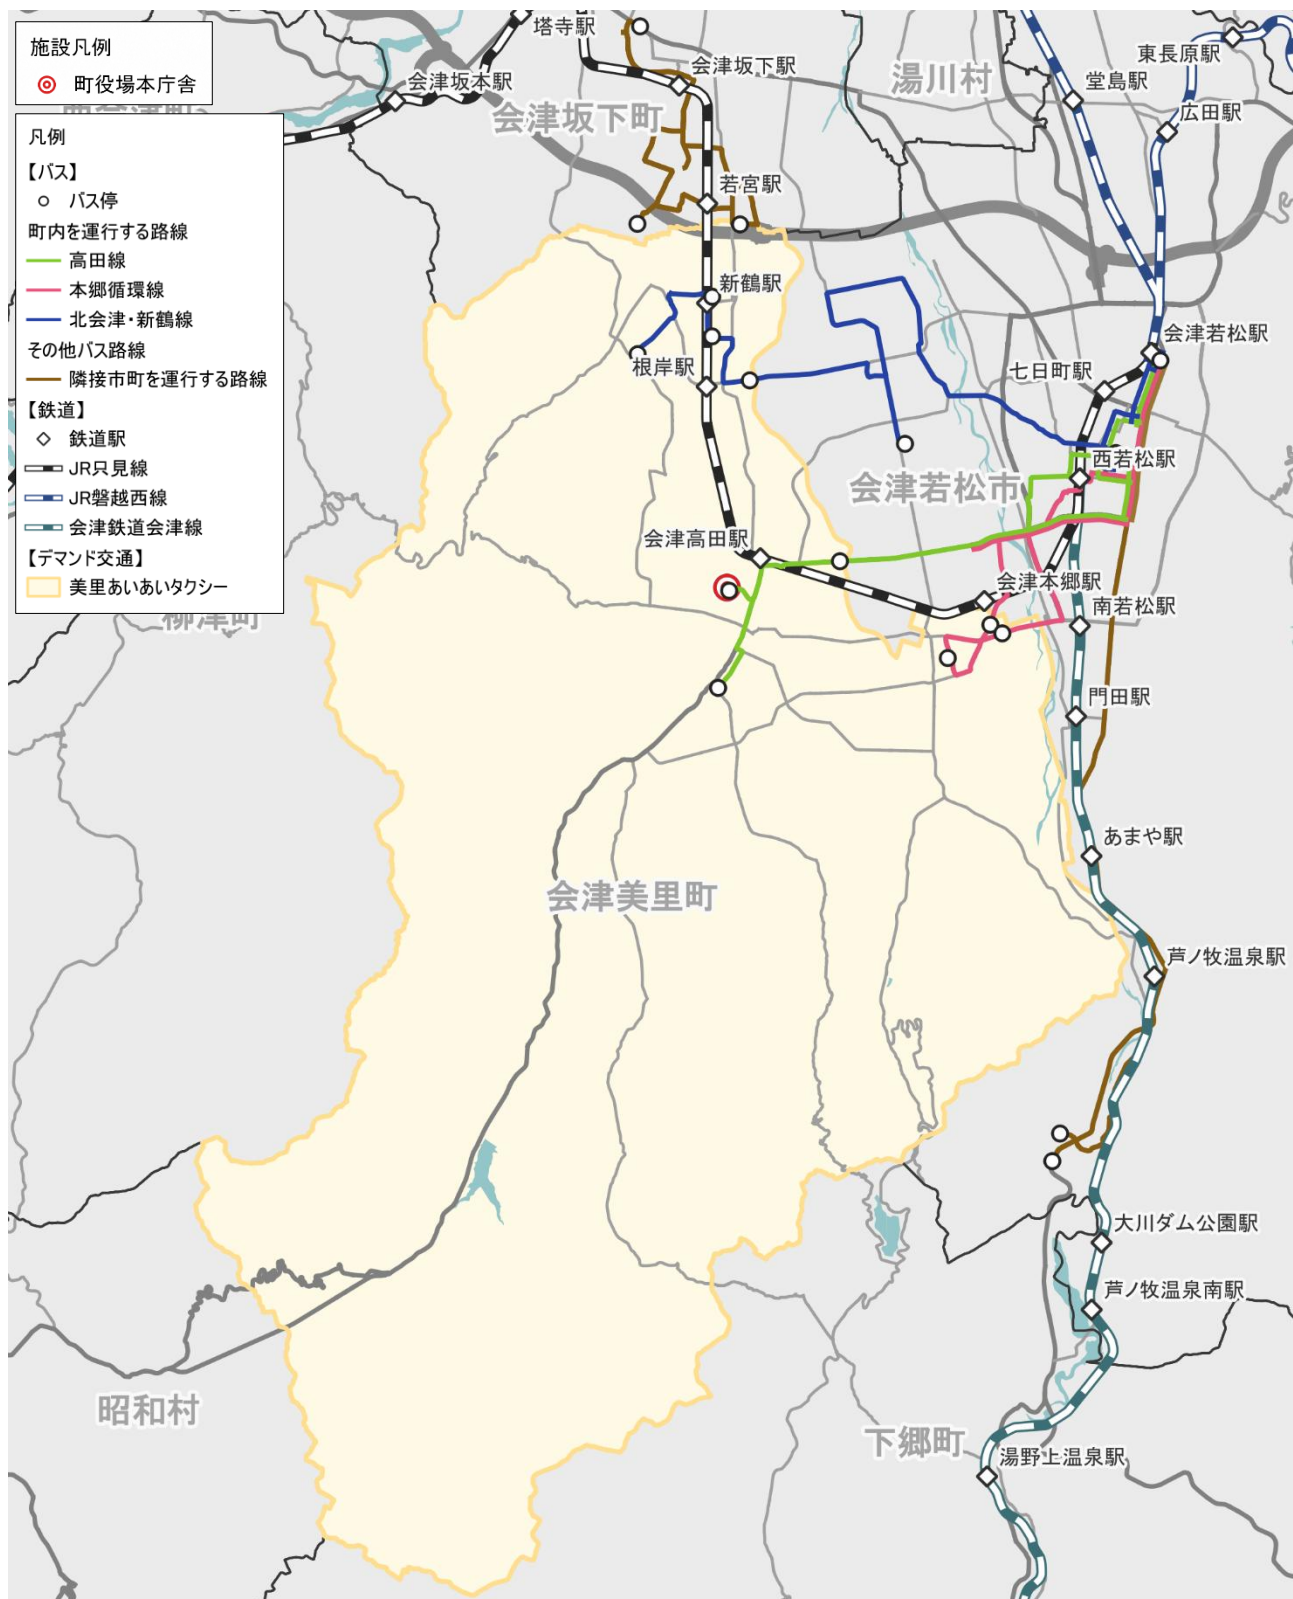 施設凡例
町役場本庁舎
凡例
【バス】
バス停
町内を運行する路線
高田線
本郷循環線
北会津・新鶴線
その他バス路線
隣接市町を運行する路線
【鉄道】
鉄道駅
JR只見線
JR磐越西線
会津鉄道会津線
【デマンド交通】
美里あいあいタクシー
塔寺駅
会津坂本駅
会津坂下駅
会津坂下町
湯川村
東長原駅
堂島駅
広田駅
若宮駅
新鶴駅
根岸駅
会津若松駅
七日町駅
西若松駅
会津若松市
会津高田駅
会津本郷駅
南若松駅
柳津町
門田駅
あまや駅
会津美里町
芦ノ牧温泉駅
大川ダム公園駅
芦ノ牧温泉南駅
昭和村
下郷町
湯野上温泉駅